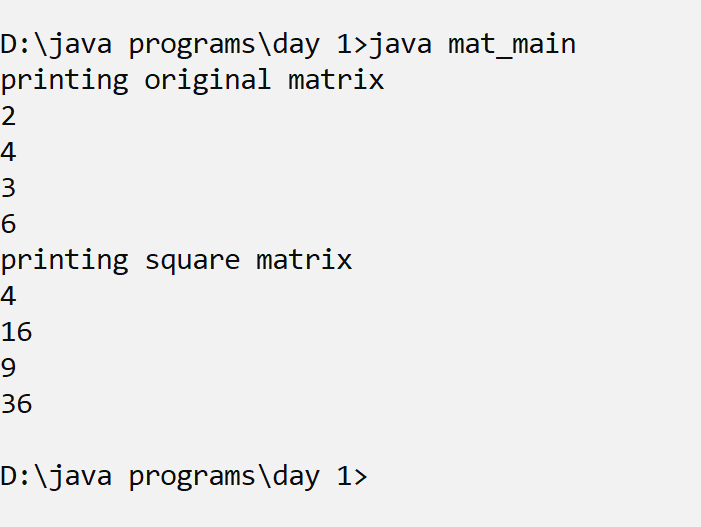 D:\java programs\day 1>java mat_main
printing original matrix
2
4
3
6
printing square matrix
4
16
9
36
D:\java programs\day 1>